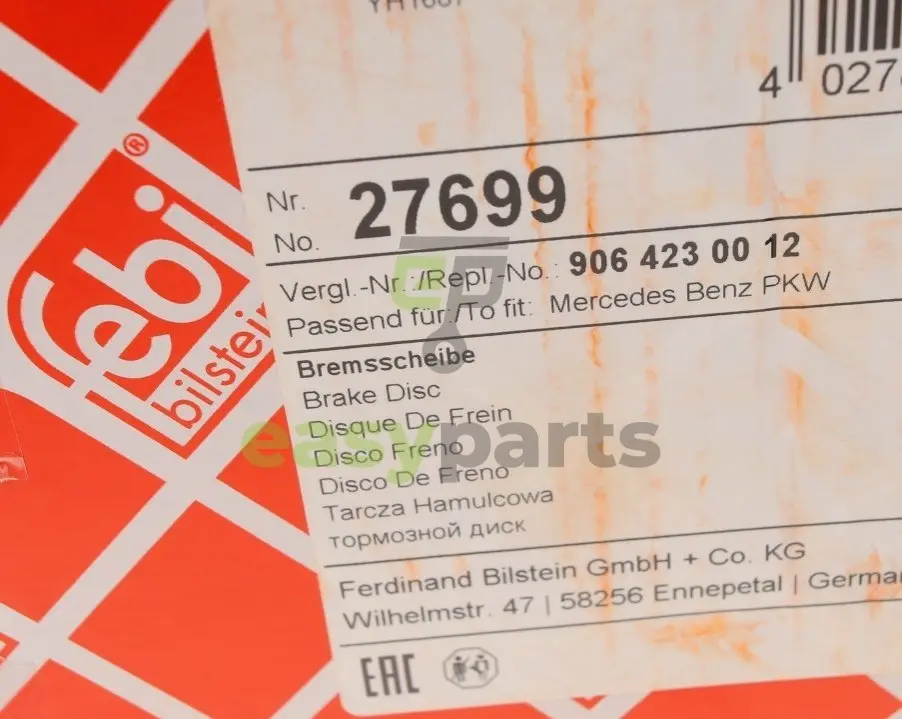 4 027
®
febi
bilstein
Nr.
No. 27699
Vergl.-Nr.:/Repl.-No.: 906 423 00 12
Passend für:/To fit: Mercedes Benz PKW
Bremsscheibe
Brake Disc
Disque De Frein
Disco Freno
Disco De Freno
Tarcza Hamulcowa
тормозной диск
easyparts
Ferdinand Bilstein GmbH + Co. KG
Wilhelmstr. 47 | 58256 Ennepetal | Germa
EAC